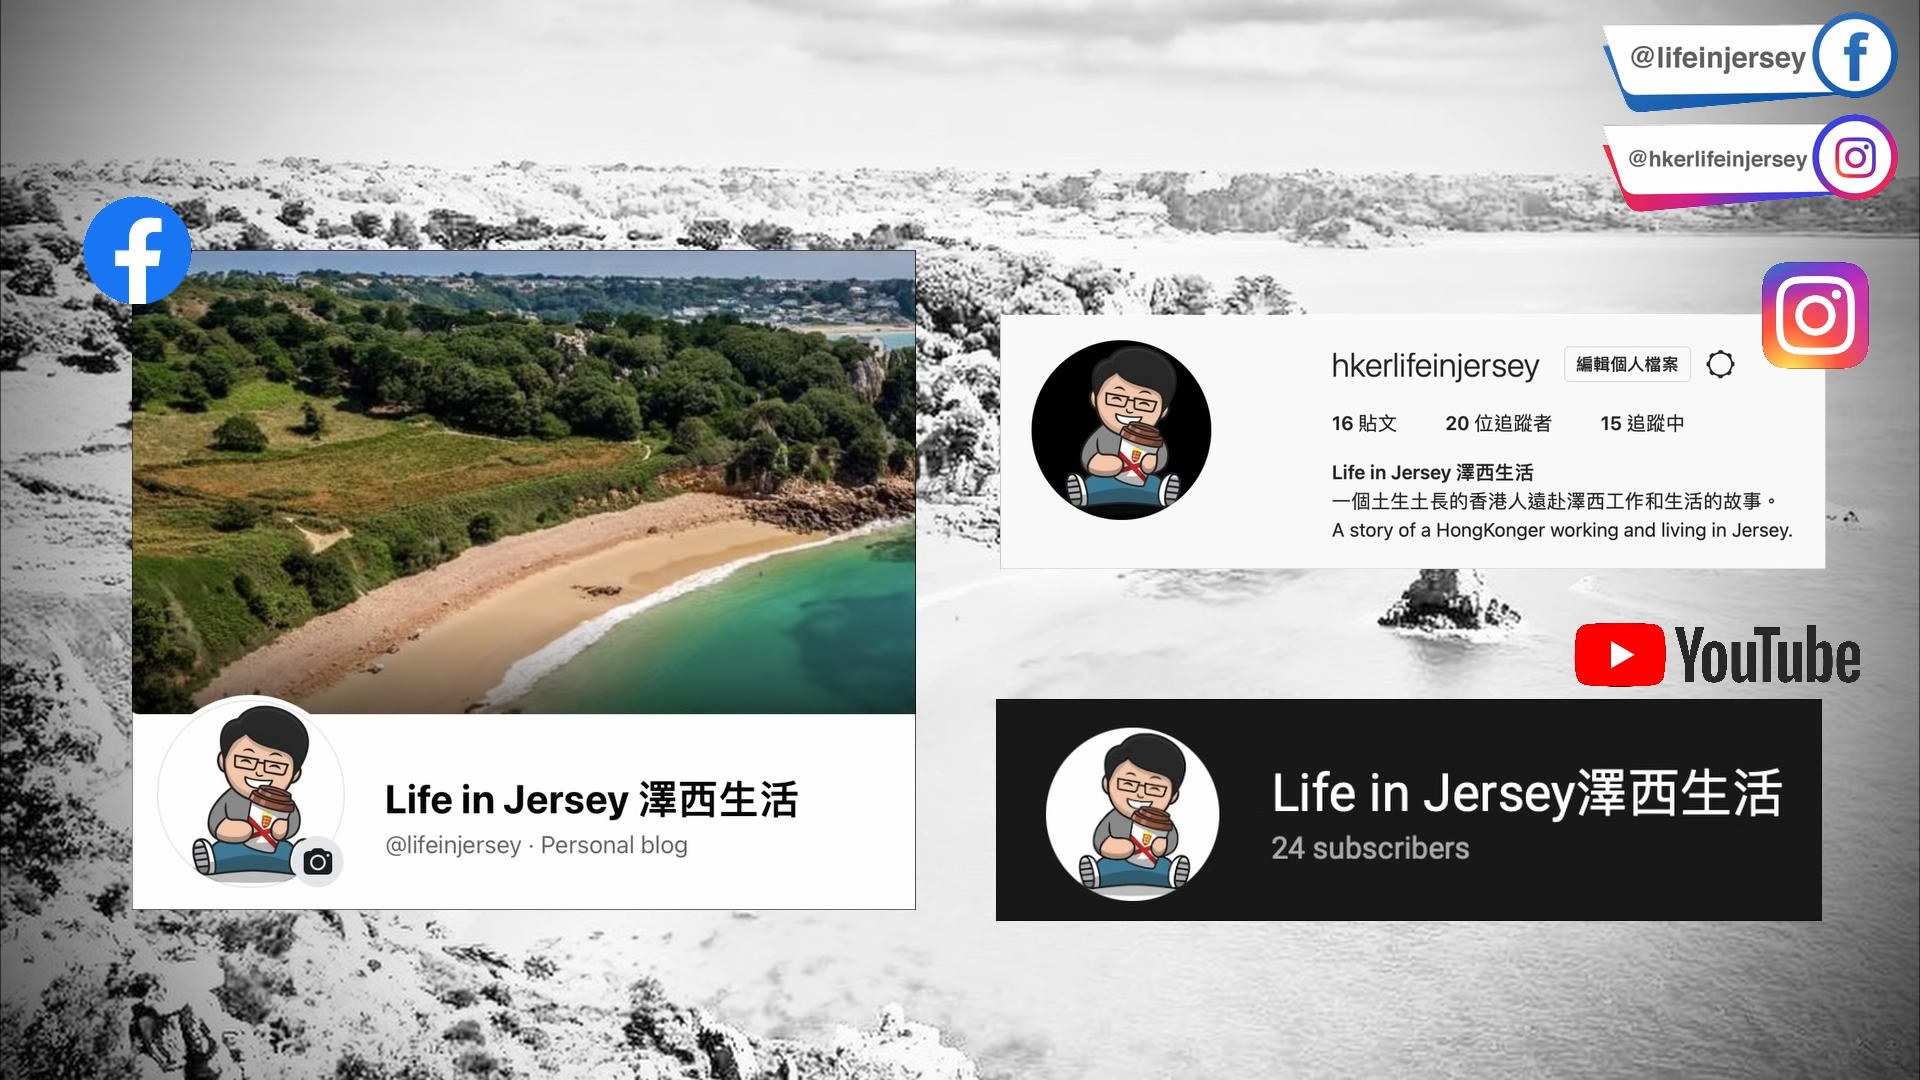 @lifeinjersey
@hkerlifeinjersey
hkerlifeinjersey 編輯個人檔案
16 貼文 20 位追蹤者 15 追蹤中
Life in Jersey 澤西生活
一個土生土長的香港人遠赴澤西工作和生活的故事。
A story of a HongKonger working and living in Jersey.
YouTube
Life in Jersey 澤西生活
@lifeinjersey · Personal blog
Life in Jersey澤西生活
24 subscribers